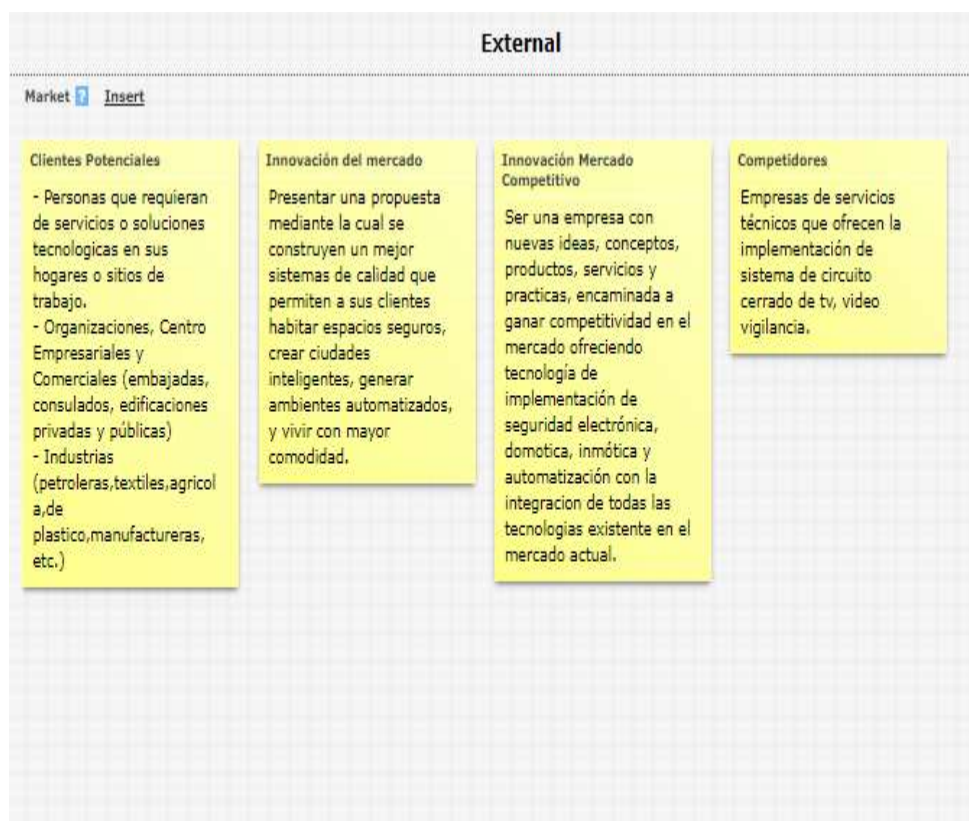 External
Market ? Insert
Clientes Potenciales
- Personas que requieran
de servicios o soluciones
tecnologicas en sus
hogares o sitios de
trabajo.
- Organizaciones, Centro
Empresariales y
Comerciales (embajadas,
consulados, edificaciones
privadas y públicas)
- Industrias
(petroleras,textiles,agricol
a,de
plastico,manufactureras,
etc.)
Innovación del mercado
Presentar una propuesta
mediante la cual se
construyen un mejor
sistemas de calidad que
permiten a sus clientes
habitar espacios seguros,
crear ciudades
inteligentes, generar
ambientes automatizados,
y vivir con mayor
comodidad.
Innovación Mercado
Competitivo
Ser una empresa con
nuevas ideas, conceptos,
productos, servicios y
practicas, encaminada a
ganar competitividad en el
mercado ofreciendo
tecnología de
implementación de
seguridad electrónica,
domotica, inmótica y
automatización con la
integracion de todas las
tecnologias existente en el
mercado actual.
Competidores
Empresas de servicios
técnicos que ofrecen la
implementación de
sistema de circuito
cerrado de tv, video
vigilancia.